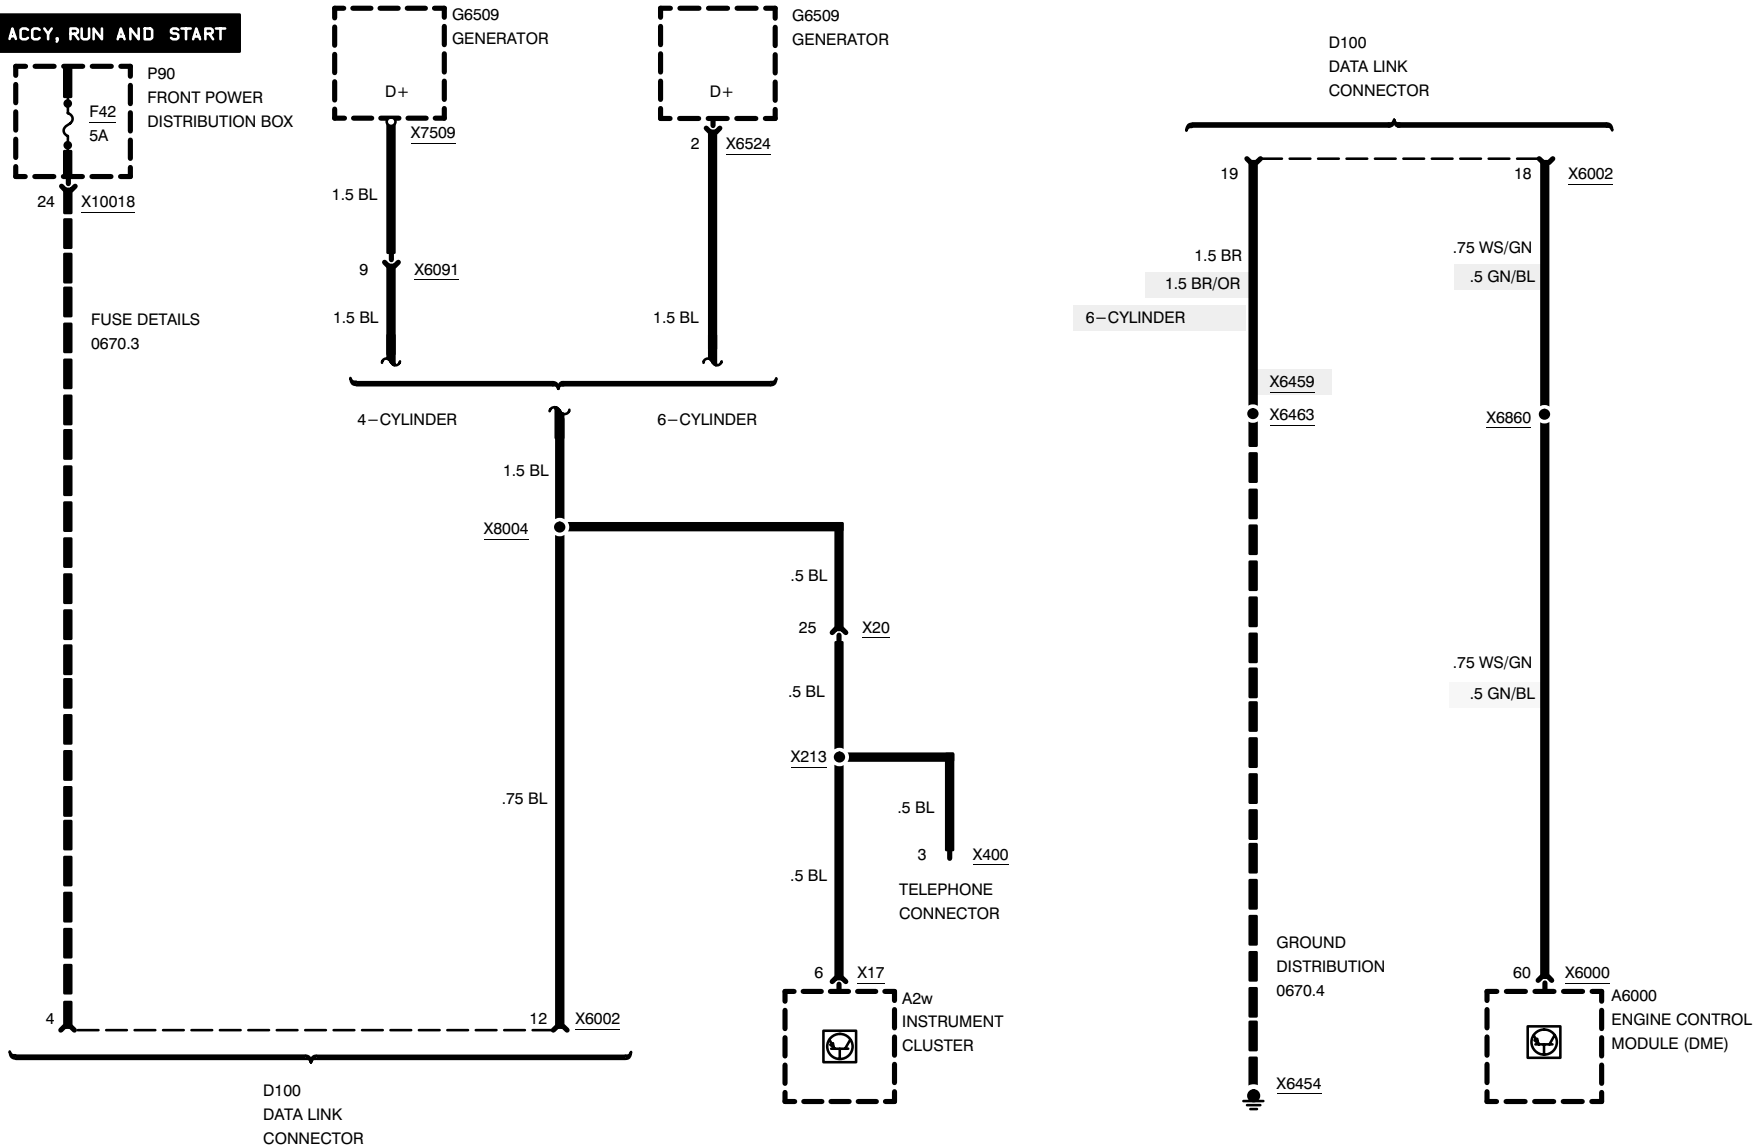 ACCY, RUN AND START
P90
FRONT POWER
DISTRIBUTION BOX
F42
5A
24 X10018
FUSE DETAILS
0670.3
G6509
GENERATOR
D+
X7509
1.5 BL
9 X6091
1.5 BL
G6509
GENERATOR
D+
2 X6524
1.5 BL
4-CYLINDER
6-CYLINDER
1.5 BL
X8004
.5 BL
25 X20
.5 BL
X213
.5 BL
3 X400
TELEPHONE
CONNECTOR
.75 BL
.5 BL
6 X17
A2w
INSTRUMENT
CLUSTER
4
12 X6002
D100
DATA LINK
CONNECTOR
D100
DATA LINK
CONNECTOR
19
18 X6002
1.5 BR
1.5 BR/OR
6-CYLINDER
X6459
X6463
.75 WS/GN
.5 GN/BL
X6860
.75 WS/GN
.5 GN/BL
GROUND
DISTRIBUTION
0670.4
X6454
60 X6000
A6000
ENGINE CONTROL
MODULE (DME)